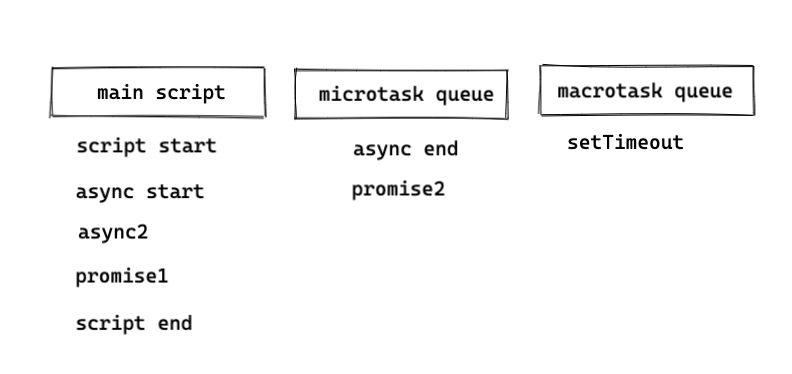 main script
script start
async start
async2
promise1
script end
microtask queue
async end
promise2
macrotask queue
setTimeout